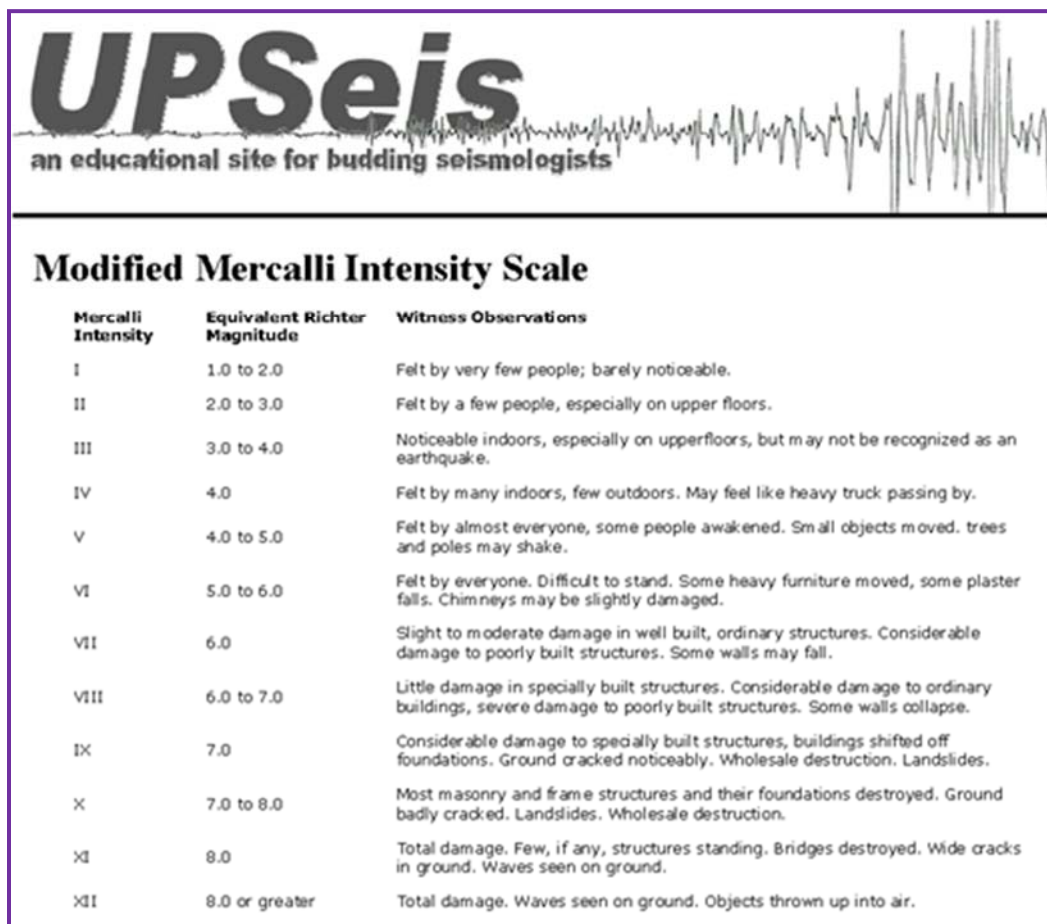 UPSeis
an educational site for budding seismologists
Modified Mercalli Intensity Scale
Mercalli Intensity Equivalent Richter Magnitude Witness Observations
I 1.0 to 2.0 Felt by very few people; barely noticeable.
II 2.0 to 3.0 Felt by a few people, especially on upper floors.
III 3.0 to 4.0 Noticeable indoors, especially on upperfloors, but may not be recognized as an
earthquake.
IV 4.0 Felt by many indoors, few outdoors. May feel like heavy truck passing by.
V 4.0 to 5.0 Felt by almost everyone, some people awakened. Small objects moved. trees
and poles may shake.
VI 5.0 to 6.0 Felt by everyone. Difficult to stand. Some heavy furniture moved, some plaster
falls. Chimneys may be slightly damaged.
VII 6.0 Slight to moderate damage in well built, ordinary structures. Considerable
damage to poorly built structures. Some walls may fall.
VIII 6.0 to 7.0 Little damage in specially built structures. Considerable damage to ordinary
buildings, severe damage to poorly built structures. Some walls collapse.
IX 7.0 Considerable damage to specially built structures, buildings shifted off
foundations. Ground cracked noticeably. Wholesale destruction. Landslides.
X 7.0 to 8.0 Most masonry and frame structures and their foundations destroyed. Ground
badly cracked. Landslides. Wholesale destruction.
XI 8.0 Total damage. Few, if any, structures standing. Bridges destroyed. Wide cracks
in ground. Waves seen on ground.
XII 8.0 or greater Total damage. Waves seen on ground. Objects thrown up into air.